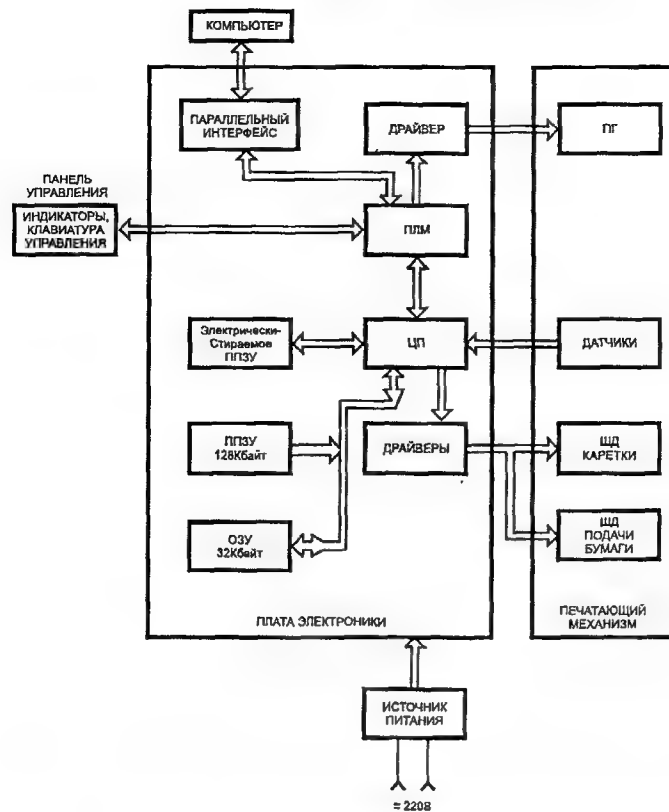 КОМПЬЮТЕР
ПАРАЛЛЕЛЬНЫЙ
ИНТЕРФЕЙС
ДРАЙВЕР
ПГ
ПАНЕЛЬ
УПРАВЛЕНИЯ
ИНДИКАТОРЫ,
КЛАВИАТУРА
УПРАВЛЕНИЯ
ПЛМ
Электрически-
Стираемое
ППЗУ
ЦП
ДАТЧИКИ
ППЗУ
128Кбайт
ДРАЙВЕРЫ
ШД
КАРЕТКИ
ОЗУ
32Кбайт
ШД
ПОДАЧИ
БУМАГИ
ПЛАТА ЭЛЕКТРОНИКИ
ПЕЧАТАЮЩИЙ
МЕХАНИЗМ
ИСТОЧНИК
ПИТАНИЯ
= 220В